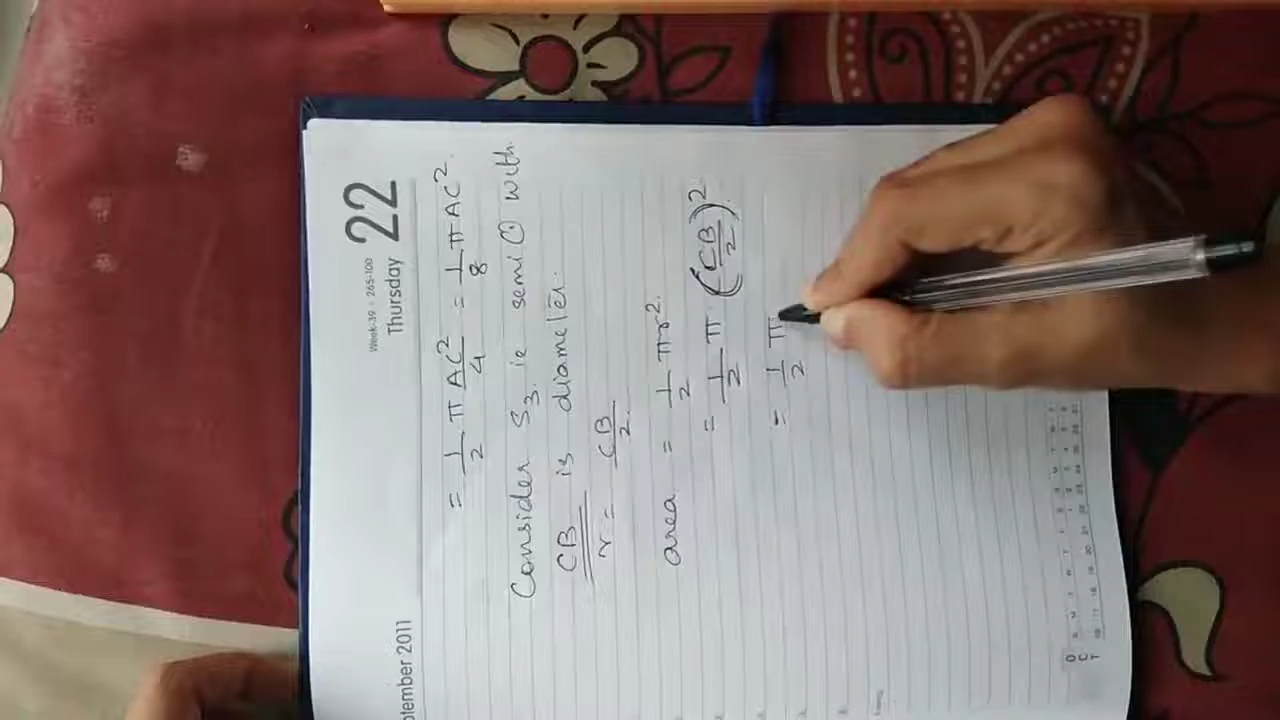 September 2011
Week-39 • 265-100
Thursday 22
= 1/2 π AC²/4 = 1/8 π AC².
Consider S₃. ie semi ⊙ with
CB is diameter.
r = CB/2.
area = 1/2 πr².
= 1/2 π (CB/2)².
= 1/2 π